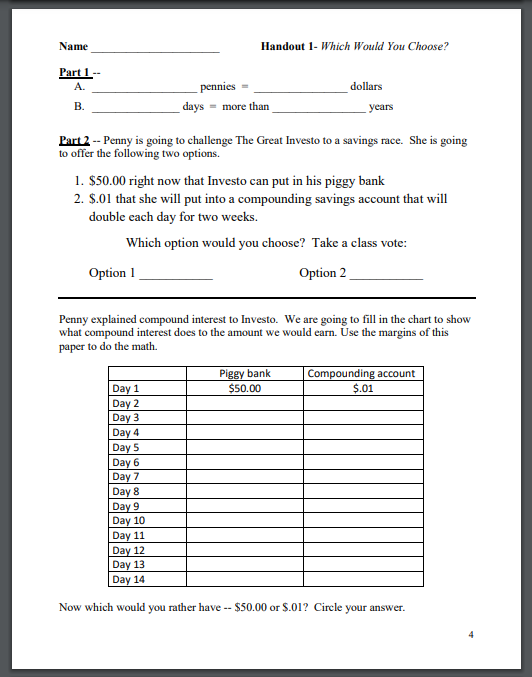 Name ____________________ Handout 1- Which Would You Choose?
Part 1 --
A. _________________ pennies = _______________ dollars
B. ______________ days = more than _______________ years
Part 2 -- Penny is going to challenge The Great Investo to a savings race. She is going
to offer the following two options.
1. $50.00 right now that Investo can put in his piggy bank
2. $.01 that she will put into a compounding savings account that will
double each day for two weeks.
Which option would you choose? Take a class vote:
Option 1 ___________ Option 2 ___________
Penny explained compound interest to Investo. We are going to fill in the chart to show
what compound interest does to the amount we would earn. Use the margins of this
paper to do the math.
Piggy bank Compounding account
Day 1 $50.00 $.01
Day 2
Day 3
Day 4
Day 5
Day 6
Day 7
Day 8
Day 9
Day 10
Day 11
Day 12
Day 13
Day 14
Now which would you rather have -- $50.00 or $.01? Circle your answer.
4